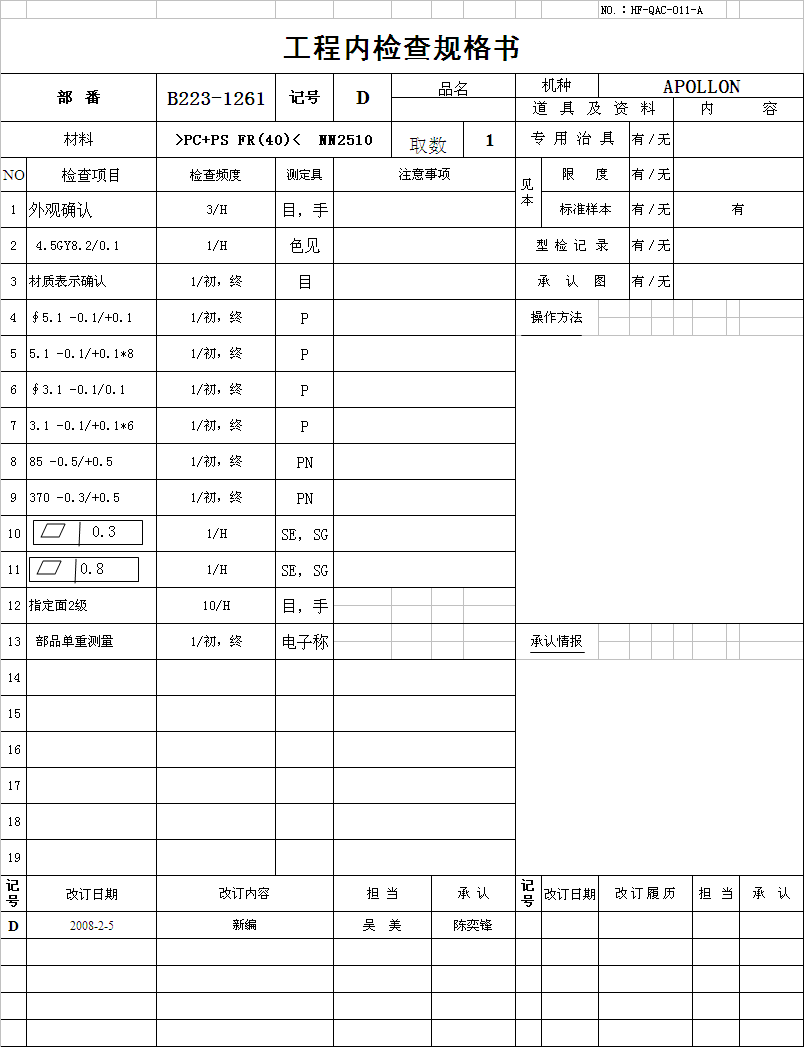 NO.：HF-QAC-011-A
工程内检查规格书
部 番 B223-1261 记号 D 品名 机种 APOLLON
道 具 及 资 料 内 容
材料 >PC+PS FR(40)< NN2510 取数 1 专 用 治 具 有/无
NO 检查项目 检查频度 测定具 注意事项 见本 限 度 有/无
1 外观确认 3/H 目，手 标准样本 有/无 有
2 4.5GY8.2/0.1 1/H 色见 型 检 记 录 有/无
3 材质表示确认 1/初，终 目 承 认 图 有/无
4 ∮5.1 -0.1/+0.1 1/初，终 P 操作方法
5 5.1 -0.1/+0.1*8 1/初，终 P
6 ∮3.1 -0.1/0.1 1/初，终 P
7 3.1 -0.1/+0.1*6 1/初，终 P
8 85 -0.5/+0.5 1/初，终 PN
9 370 -0.3/+0.5 1/初，终 PN
10 0.3 1/H SE，SG
11 0.8 1/H SE，SG
12 指定面2级 10/H 目，手
13 部品单重测量 1/初，终 电子称 承认情报
14
15
16
17
18
19
记号 改订日期 改订内容 担 当 承 认 记号 改订日期 改 订 履 历 担 当 承 认
D 2008-2-5 新编 吴 美 陈奕锋